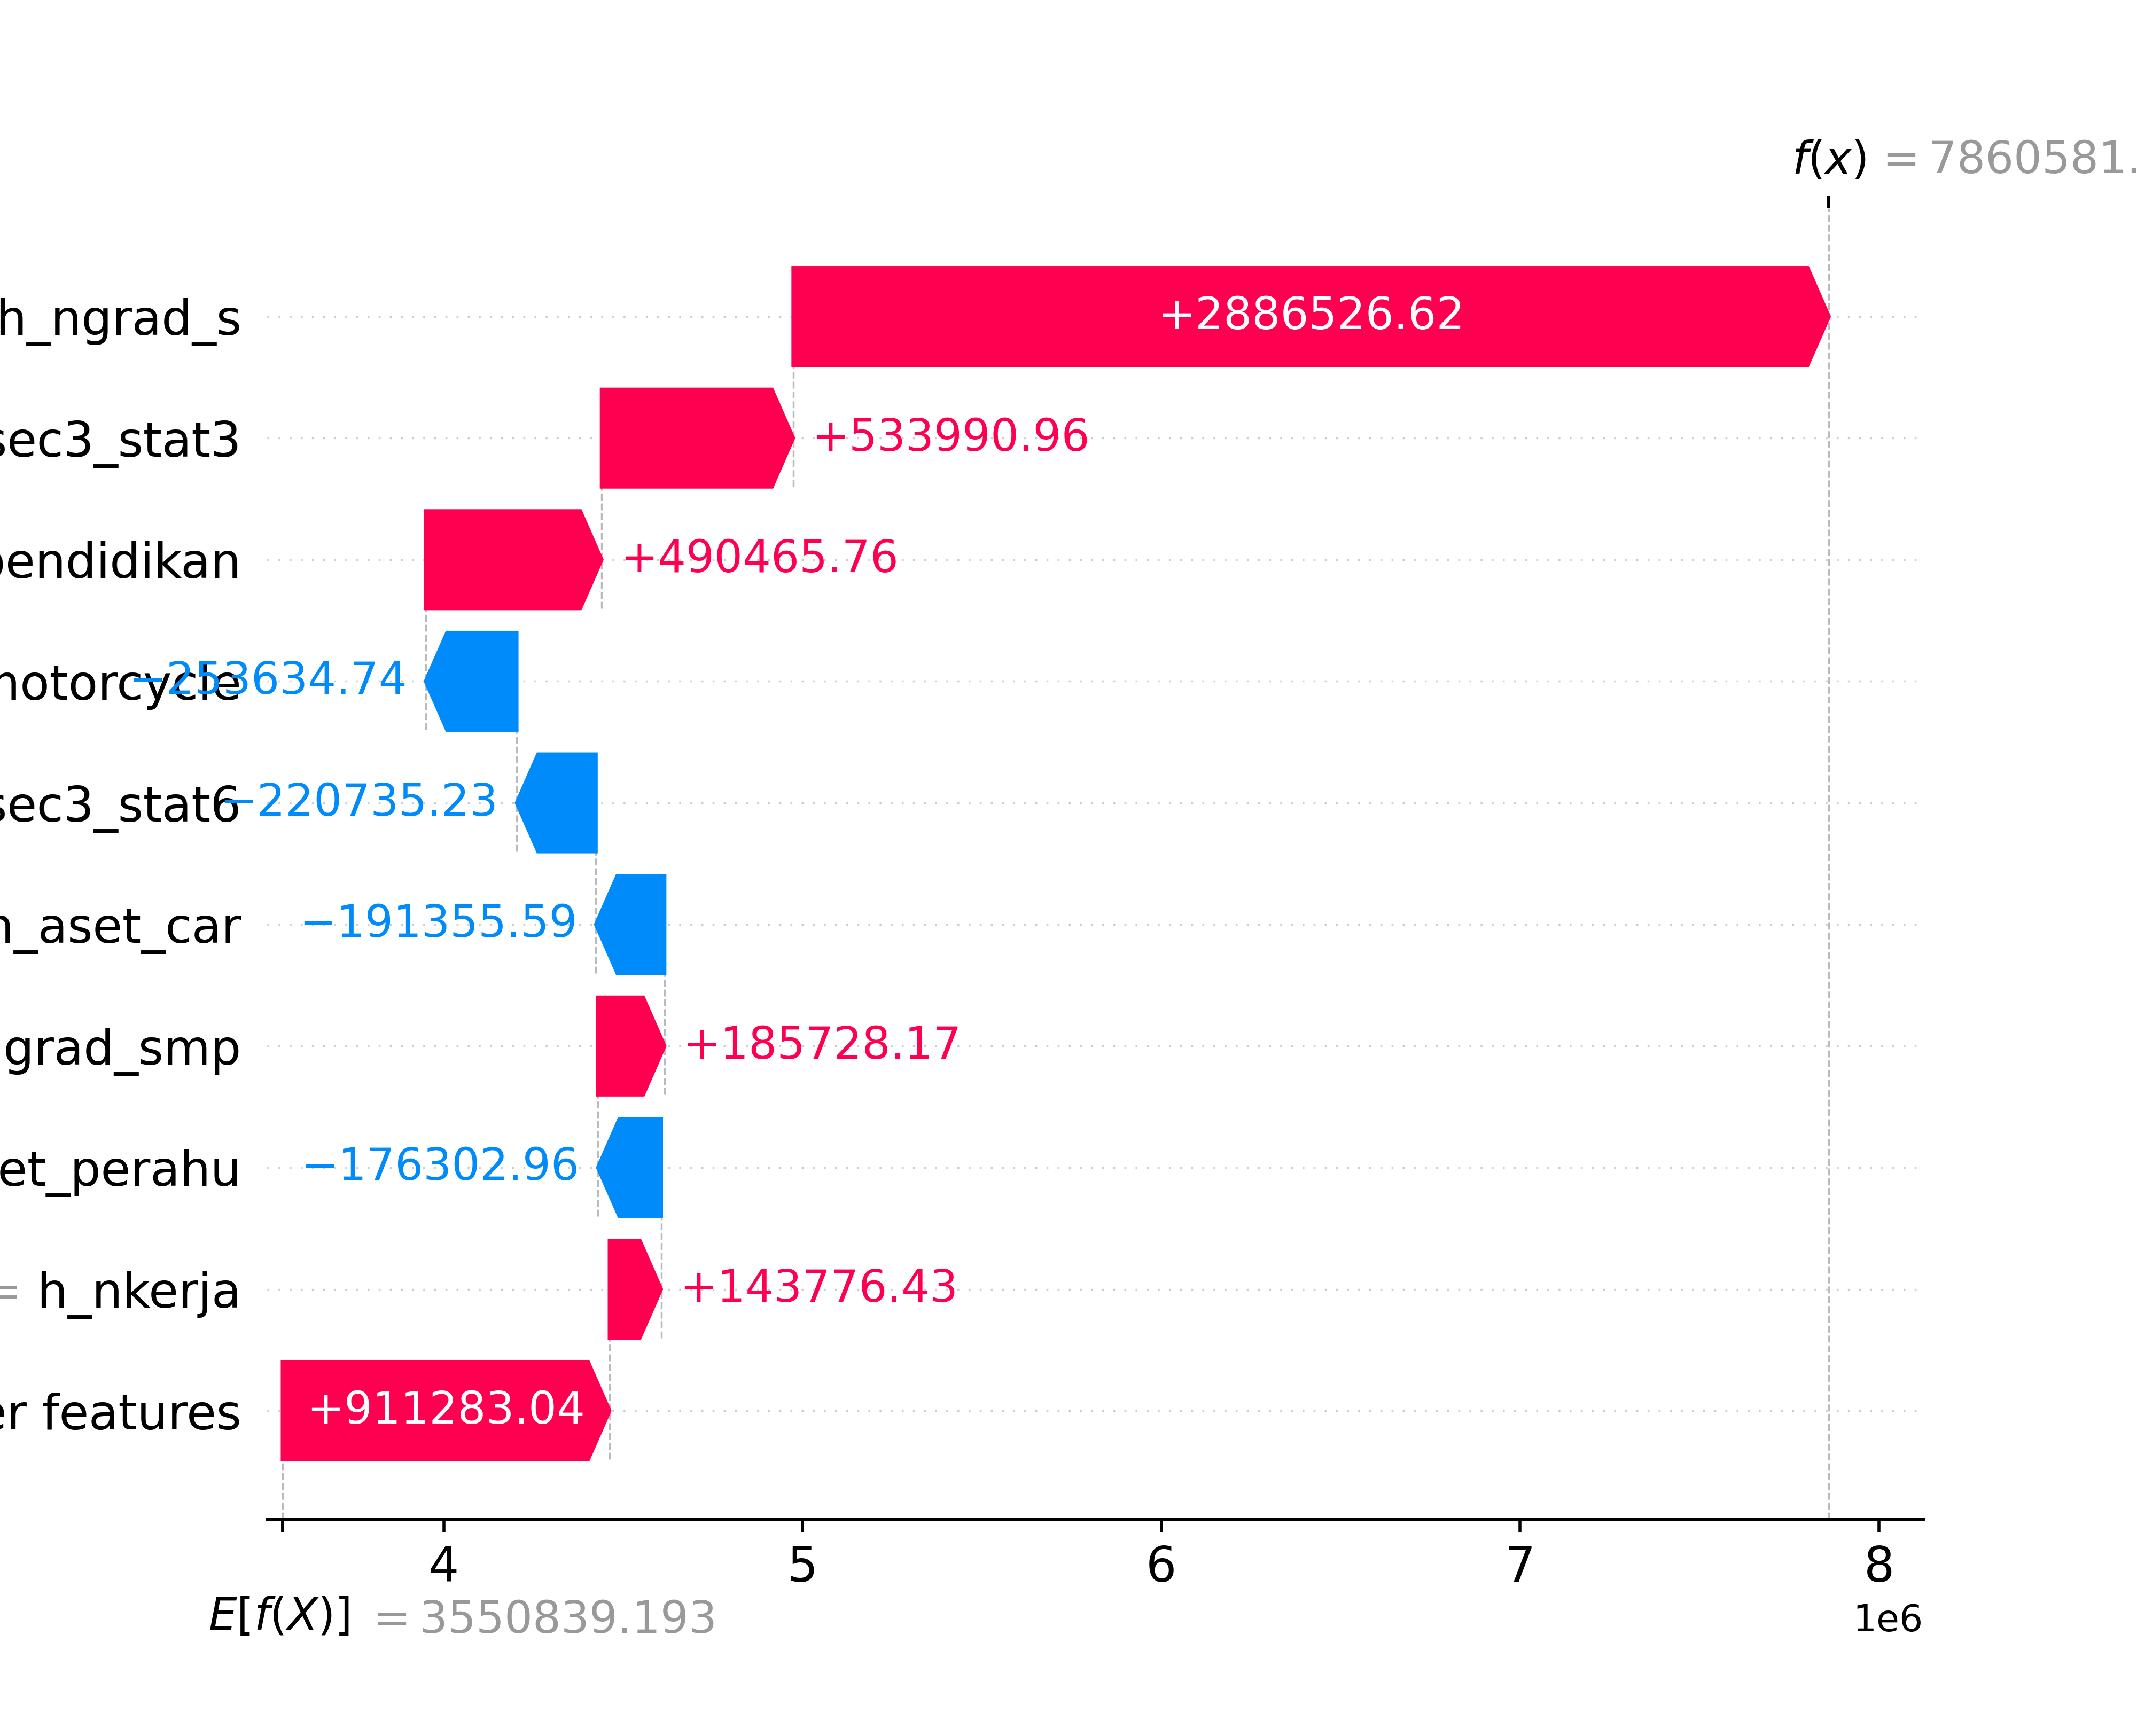 f(x) = 7860581.
h_ngrad_s +2886526.62
sec3_stat3 +533990.96
pendidikan +490465.76
motorcycle −253634.74
sec3_stat6 −220735.23
h_aset_car −191355.59
grad_smp +185728.17
et_perahu −176302.96
= h_nkerja +143776.43
er features +911283.04
4 5 6 7 8
E[f(X)] = 3550839.193
1e6